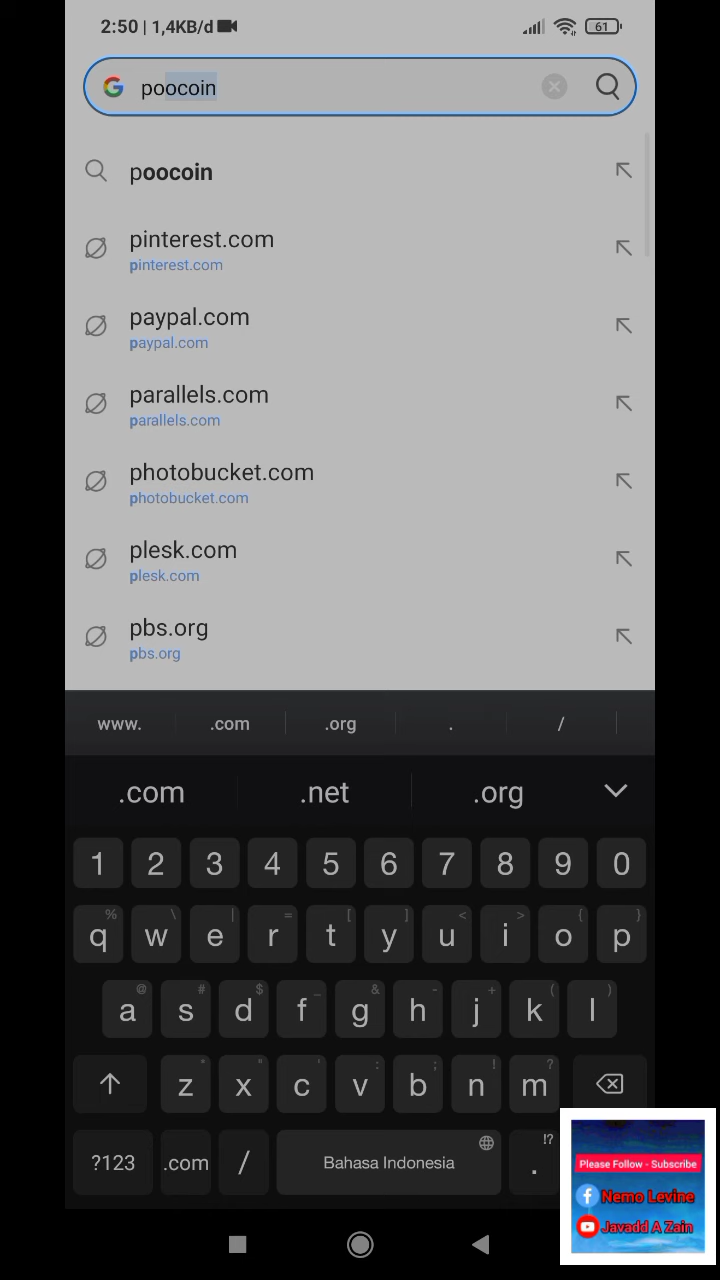 2:50 | 1,4KB/d
61
poocoin
poocoin
pinterest.com
pinterest.com
paypal.com
paypal.com
parallels.com
parallels.com
photobucket.com
photobucket.com
plesk.com
plesk.com
pbs.org
pbs.org
www. .com .org . /
.com .net .org
1 2 3 4 5 6 7 8 9 0
% \ | = [ ] < > { }
q w e r t y u i o p
@ # $ _ & - + ( )
a s d f g h j k l
* " ' : ; ! ?
z x c v b n m
!?
?123 .com / Bahasa Indonesia .
Please Follow - Subscribe
Nemo Levine
Javadd A Zain